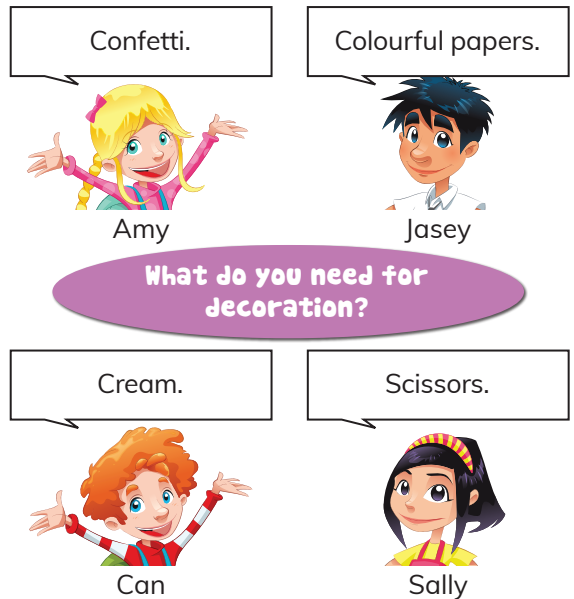 Confetti.
Colourful papers.
Amy
Jasey
What do you need for
decoration?
Cream.
Scissors.
Can
Sally